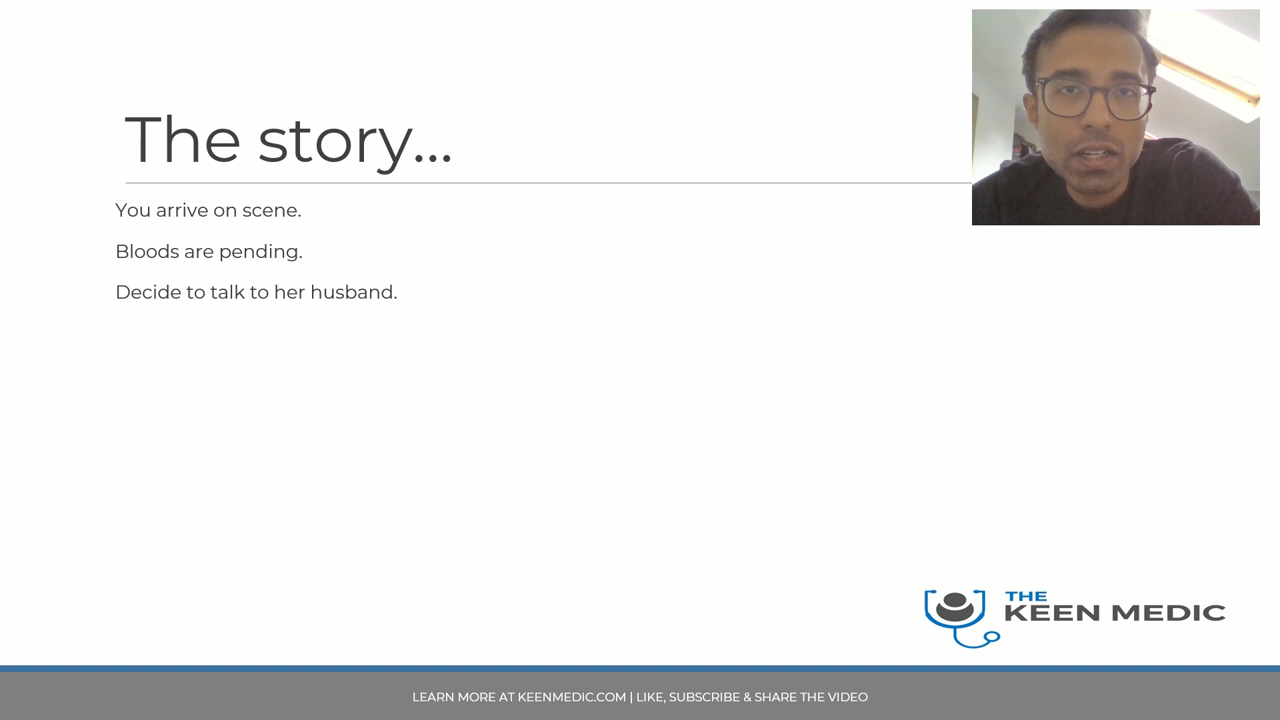 The story...
You arrive on scene.
Bloods are pending.
Decide to talk to her husband.
THE
KEEN MEDIC
LEARN MORE AT KEENMEDIC.COM | LIKE, SUBSCRIBE & SHARE THE VIDEO